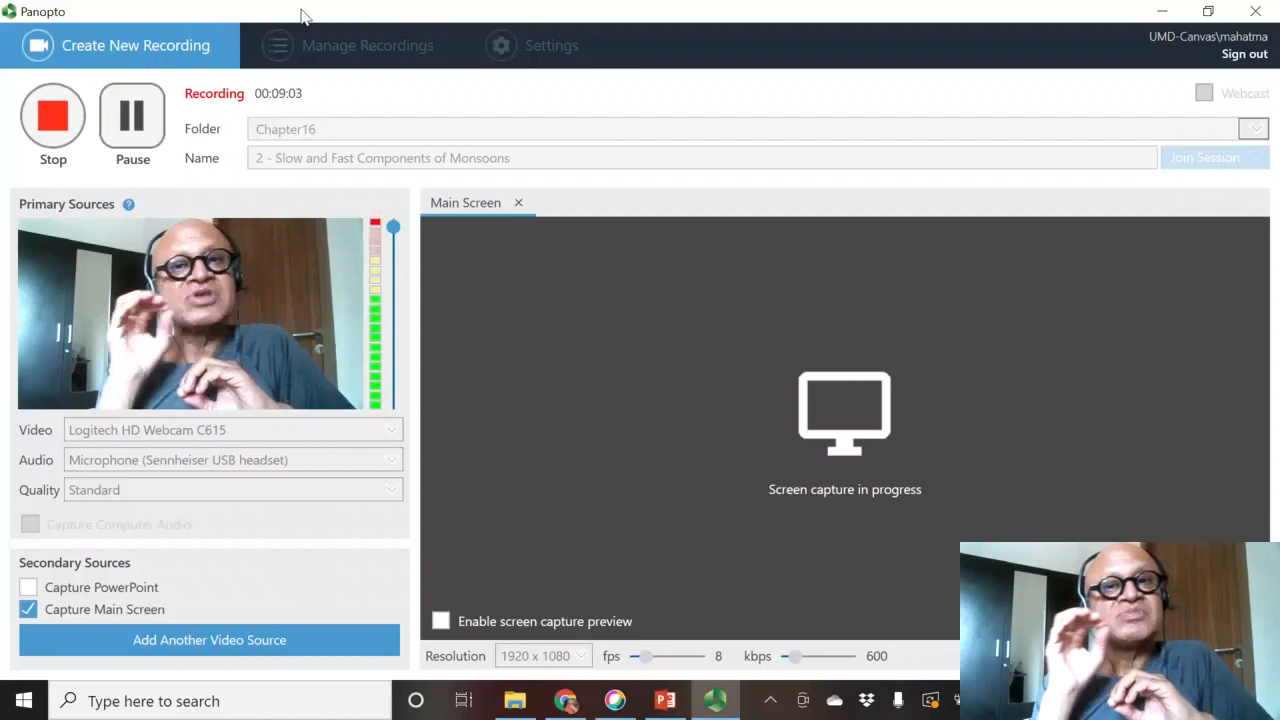 Panopto
Create New Recording
Manage Recordings
Settings
UMD-Canvas\mahatma
Sign out
Recording 00:09:03
Webcast
Folder Chapter16
Stop Pause Name 2 - Slow and Fast Components of Monsoons Join Session
Primary Sources ?
Main Screen ×
Video Logitech HD Webcam C615
Audio Microphone (Sennheiser USB headset)
Quality Standard
Capture Computer Audio
Screen capture in progress
Secondary Sources
Capture PowerPoint
Capture Main Screen
Add Another Video Source
Enable screen capture preview
Resolution 1920 x 1080 fps 8 kbps 600
Type here to search